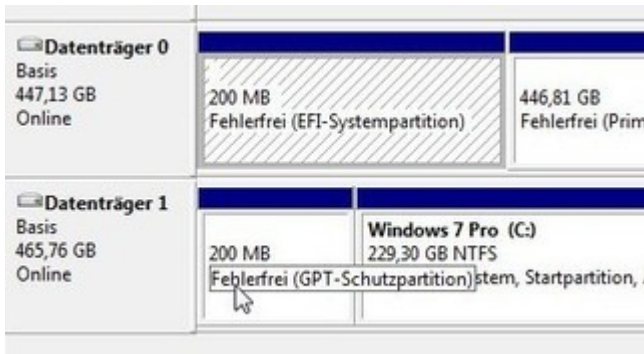 Datenträger 0
Basis
447,13 GB
Online
200 MB
Fehlerfrei (EFI-Systempartition)
446,81 GB
Fehlerfrei (Prim
Datenträger 1
Basis
465,76 GB
Online
200 MB
Fehlerfrei (GPT-Schutzpartition)
Windows 7 Pro (C:)
229,30 GB NTFS
stem, Startpartition,